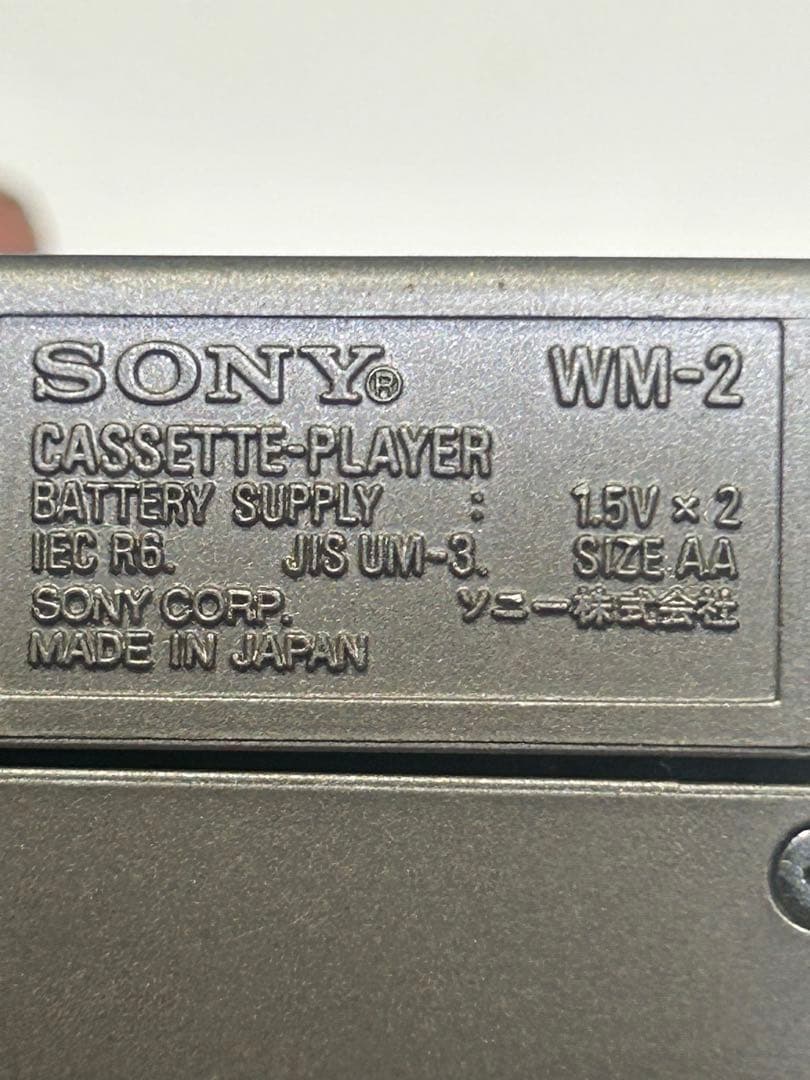 SONY® WM-2
CASSETTE-PLAYER
BATTERY SUPPLY : 1.5V × 2
IEC R6. JIS UM-3. SIZE AA
SONY CORP. ソニー株式会社
MADE IN JAPAN